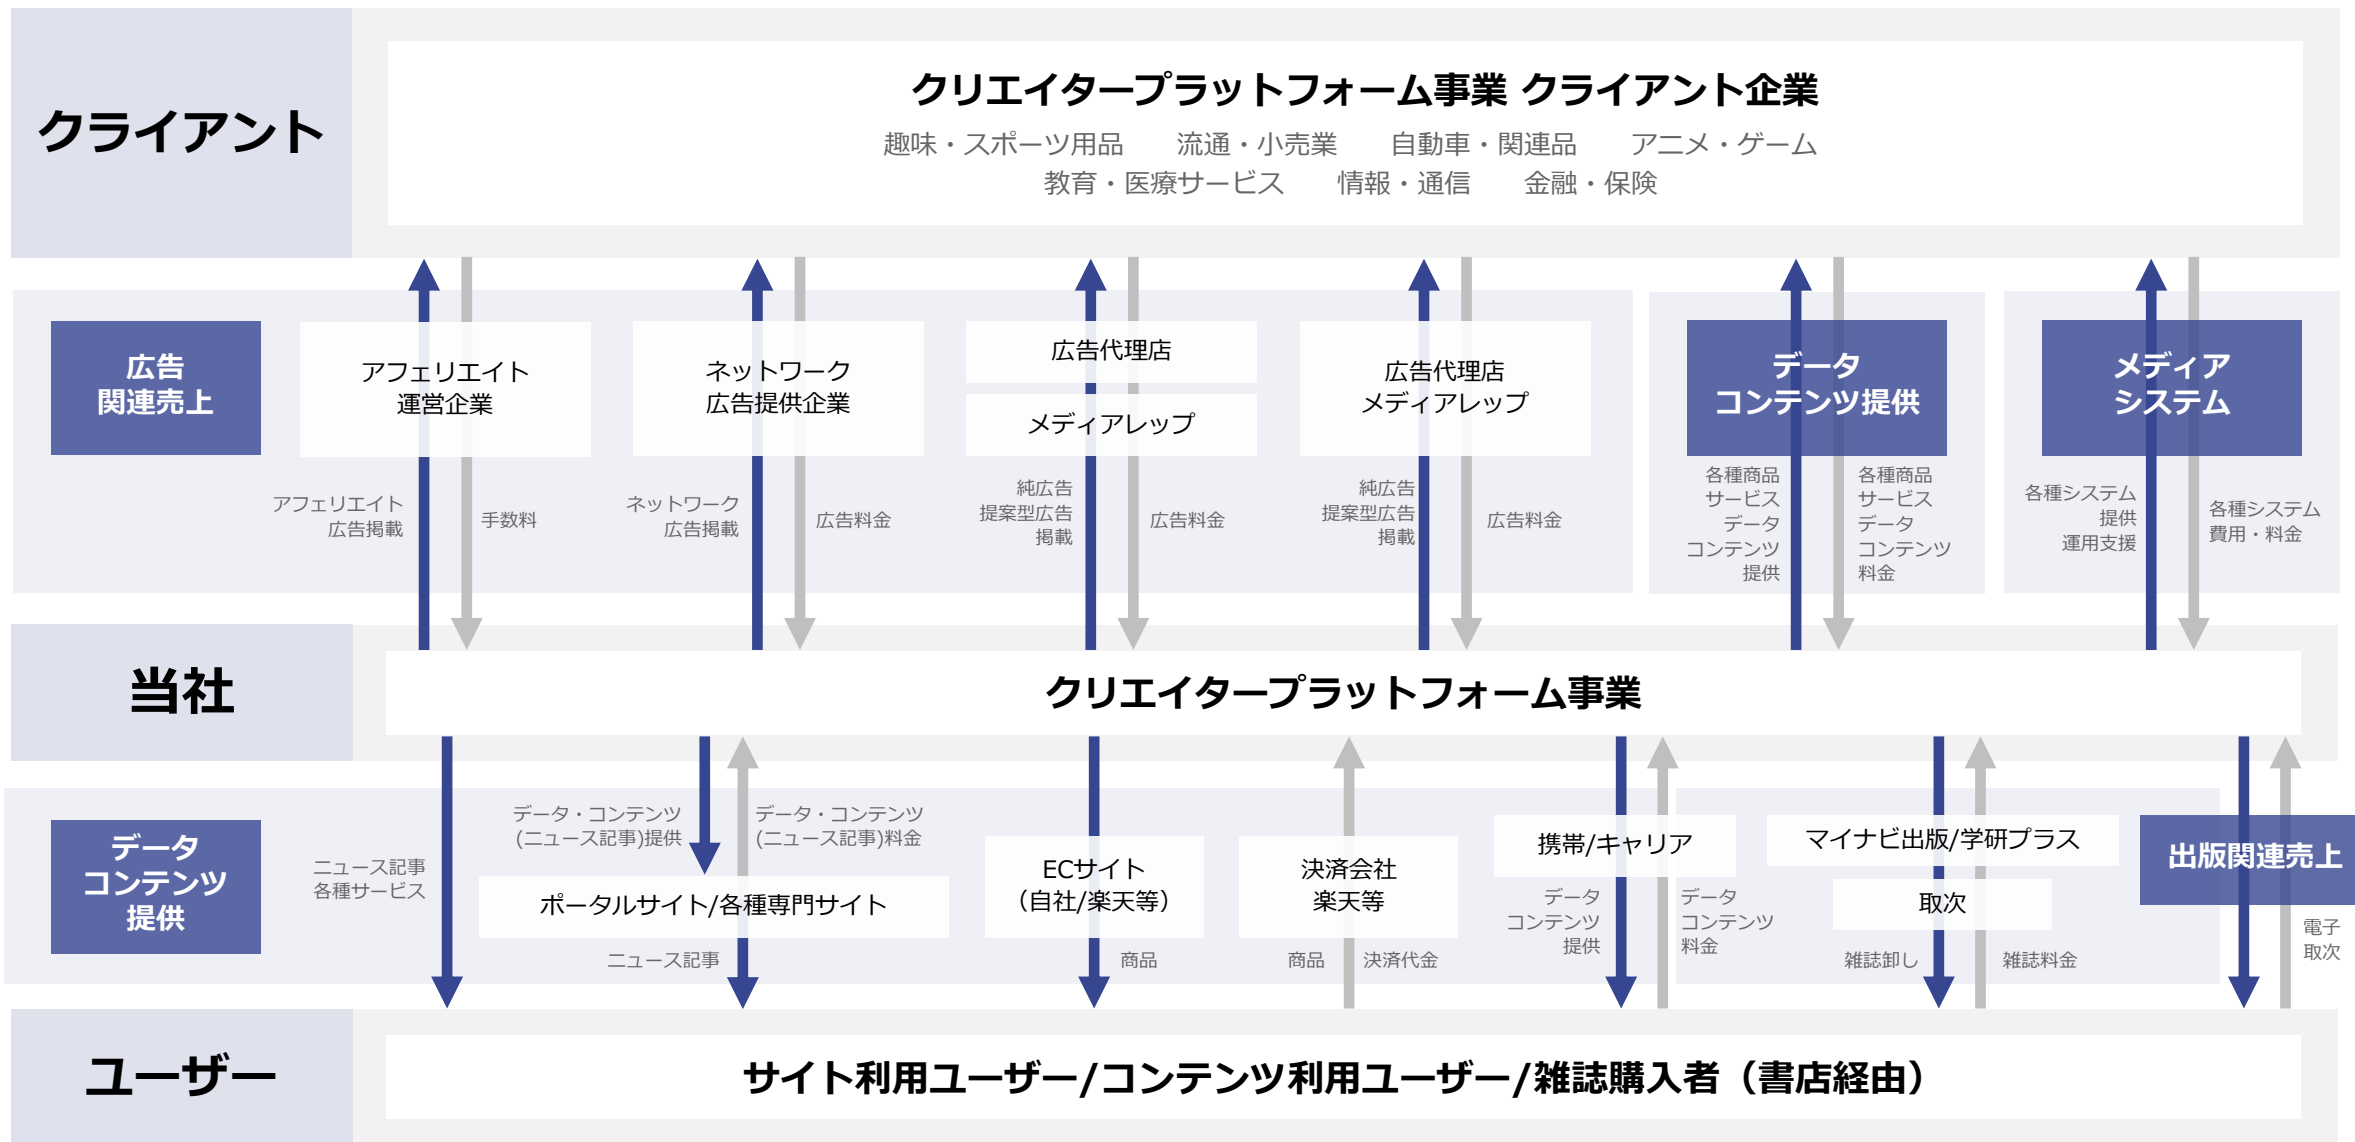 クライアント
クリエイタープラットフォーム事業 クライアント企業
趣味・スポーツ用品　流通・小売業　自動車・関連品　アニメ・ゲーム
教育・医療サービス　情報・通信　金融・保険
広告
関連売上
アフェリエイト
運営企業
ネットワーク
広告提供企業
広告代理店
メディアレップ
広告代理店
メディアレップ
データ
コンテンツ提供
メディア
システム
アフェリエイト
広告掲載
手数料
ネットワーク
広告掲載
広告料金
純広告
提案型広告
掲載
広告料金
純広告
提案型広告
掲載
広告料金
各種商品
サービス
データ
コンテンツ
提供
各種商品
サービス
データ
コンテンツ
料金
各種システム
提供
運用支援
各種システム
費用・料金
当社
クリエイタープラットフォーム事業
データ
コンテンツ
提供
ニュース記事
各種サービス
データ・コンテンツ
(ニュース記事)提供
データ・コンテンツ
(ニュース記事)料金
ポータルサイト/各種専門サイト
ニュース記事
ECサイト
（自社/楽天等）
商品
決済会社
楽天等
商品
決済代金
携帯/キャリア
データ
コンテンツ
提供
データ
コンテンツ
料金
マイナビ出版/学研プラス
取次
雑誌卸し
雑誌料金
出版関連売上
電子
取次
ユーザー
サイト利用ユーザー/コンテンツ利用ユーザー/雑誌購入者（書店経由）